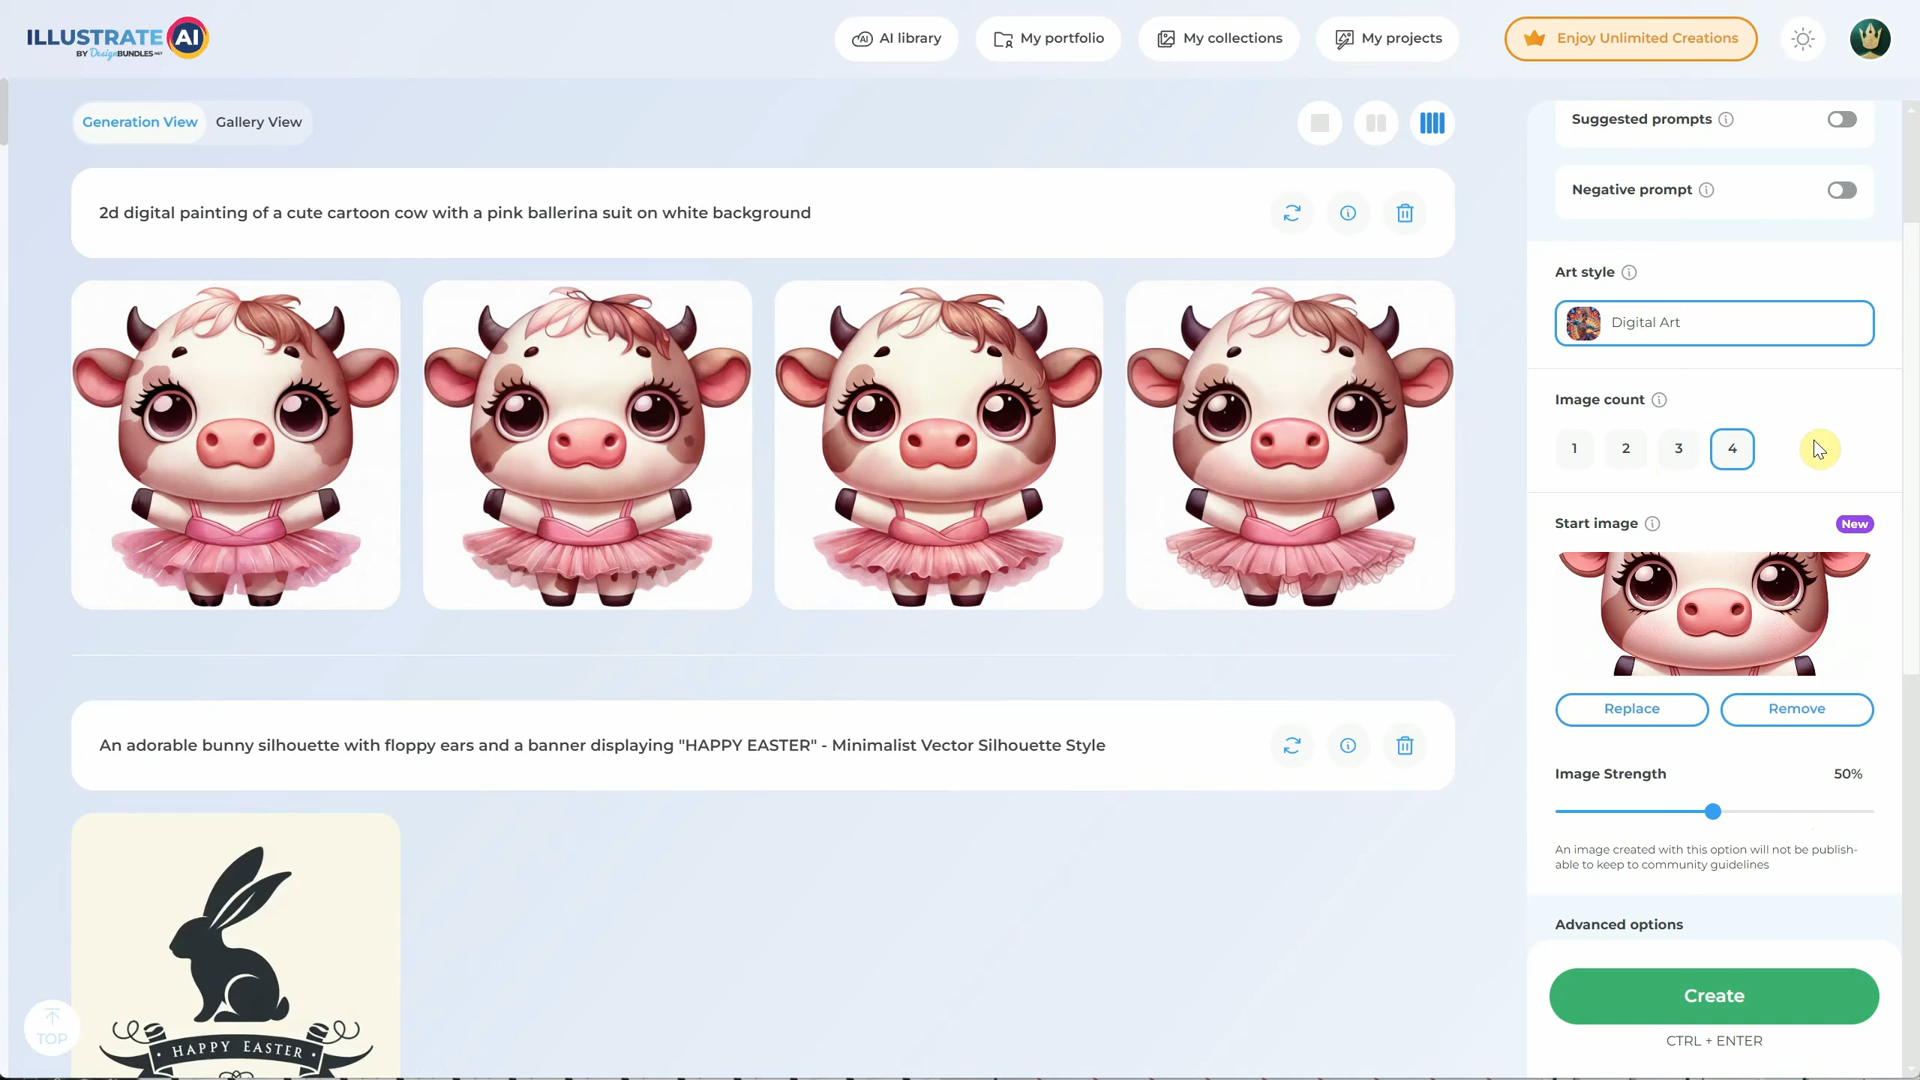 ILLUSTRATE AI
BY DesignBUNDLES.NET
AI library
My portfolio
My collections
My projects
Enjoy Unlimited Creations
Generation View
Gallery View
Suggested prompts
Negative prompt
2d digital painting of a cute cartoon cow with a pink ballerina suit on white background
Art style
Digital Art
Image count
1 2 3 4
Start image
New
Replace
Remove
An adorable bunny silhouette with floppy ears and a banner displaying "HAPPY EASTER" - Minimalist Vector Silhouette Style
Image Strength
50%
An image created with this option will not be publish-
able to keep to community guidelines
Advanced options
Create
CTRL + ENTER
TOP
· HAPPY EASTER ·